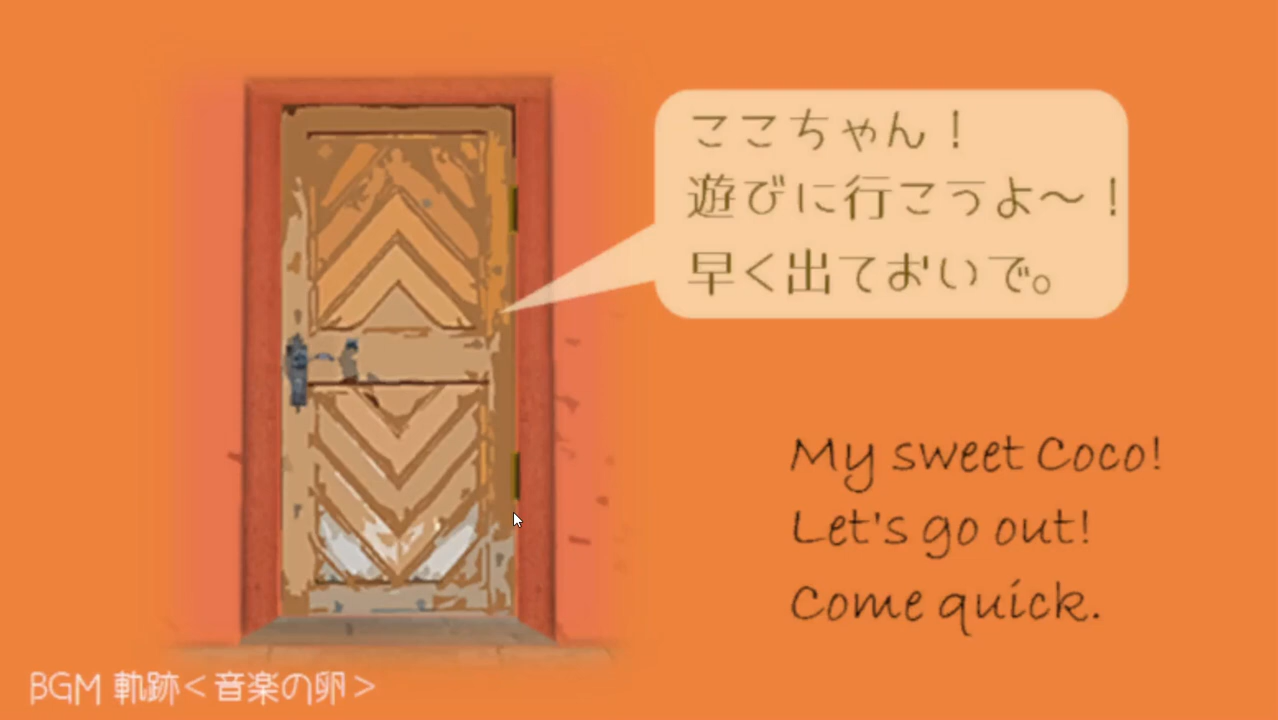 ここちゃん！
遊びに行こうよ～！
早く出ておいで。
My sweet Coco!
Let's go out!
Come quick.
BGM 軌跡＜音楽の卵＞